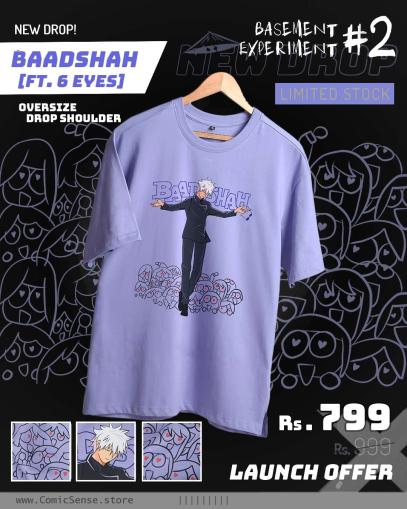 NEW DROP!
BASEMENT
EXPERIMENT #2
NEW DROP
BAADSHAH
[FT. 6 EYES]
LIMITED STOCK
OVERSIZE
DROP SHOULDER
BAADSHAH
Rs. 799
Rs. 999
LAUNCH OFFER
www.ComicSense.store